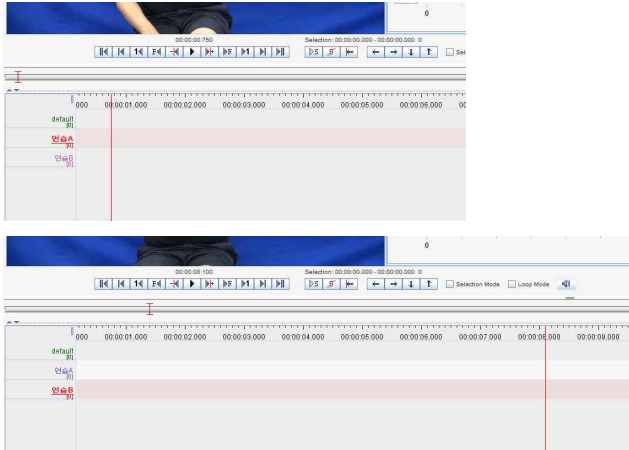 0
00:00:00.750
Selection: 00:00:00.000 - 00:00:00.000 0
1 F F 1 S S Sel
000 00:00:01.000 00:00:02.000 00:00:03.000 00:00:04.000 00:00:05.000 00:00:06.000 00
default
[0]
연습A
[0]
연습B
[0]
0
00:00:08.100
Selection: 00:00:00.000 - 00:00:00.000 0
1 F F 1 S S Selection Mode Loop Mode
000 00:00:01.000 00:00:02.000 00:00:03.000 00:00:04.000 00:00:05.000 00:00:06.000 00:00:07.000 00:00:08.000 00:00:09.000
default
[0]
연습A
[0]
연습B
[0]